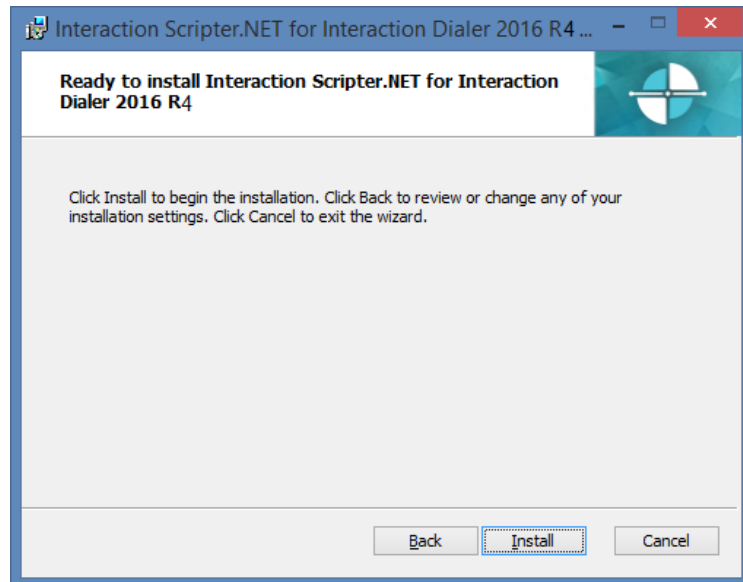 Interaction Scripter.NET for Interaction Dialer 2016 R4 ...
Ready to install Interaction Scripter.NET for Interaction
Dialer 2016 R4
Click Install to begin the installation. Click Back to review or change any of your
installation settings. Click Cancel to exit the wizard.
Back Install Cancel